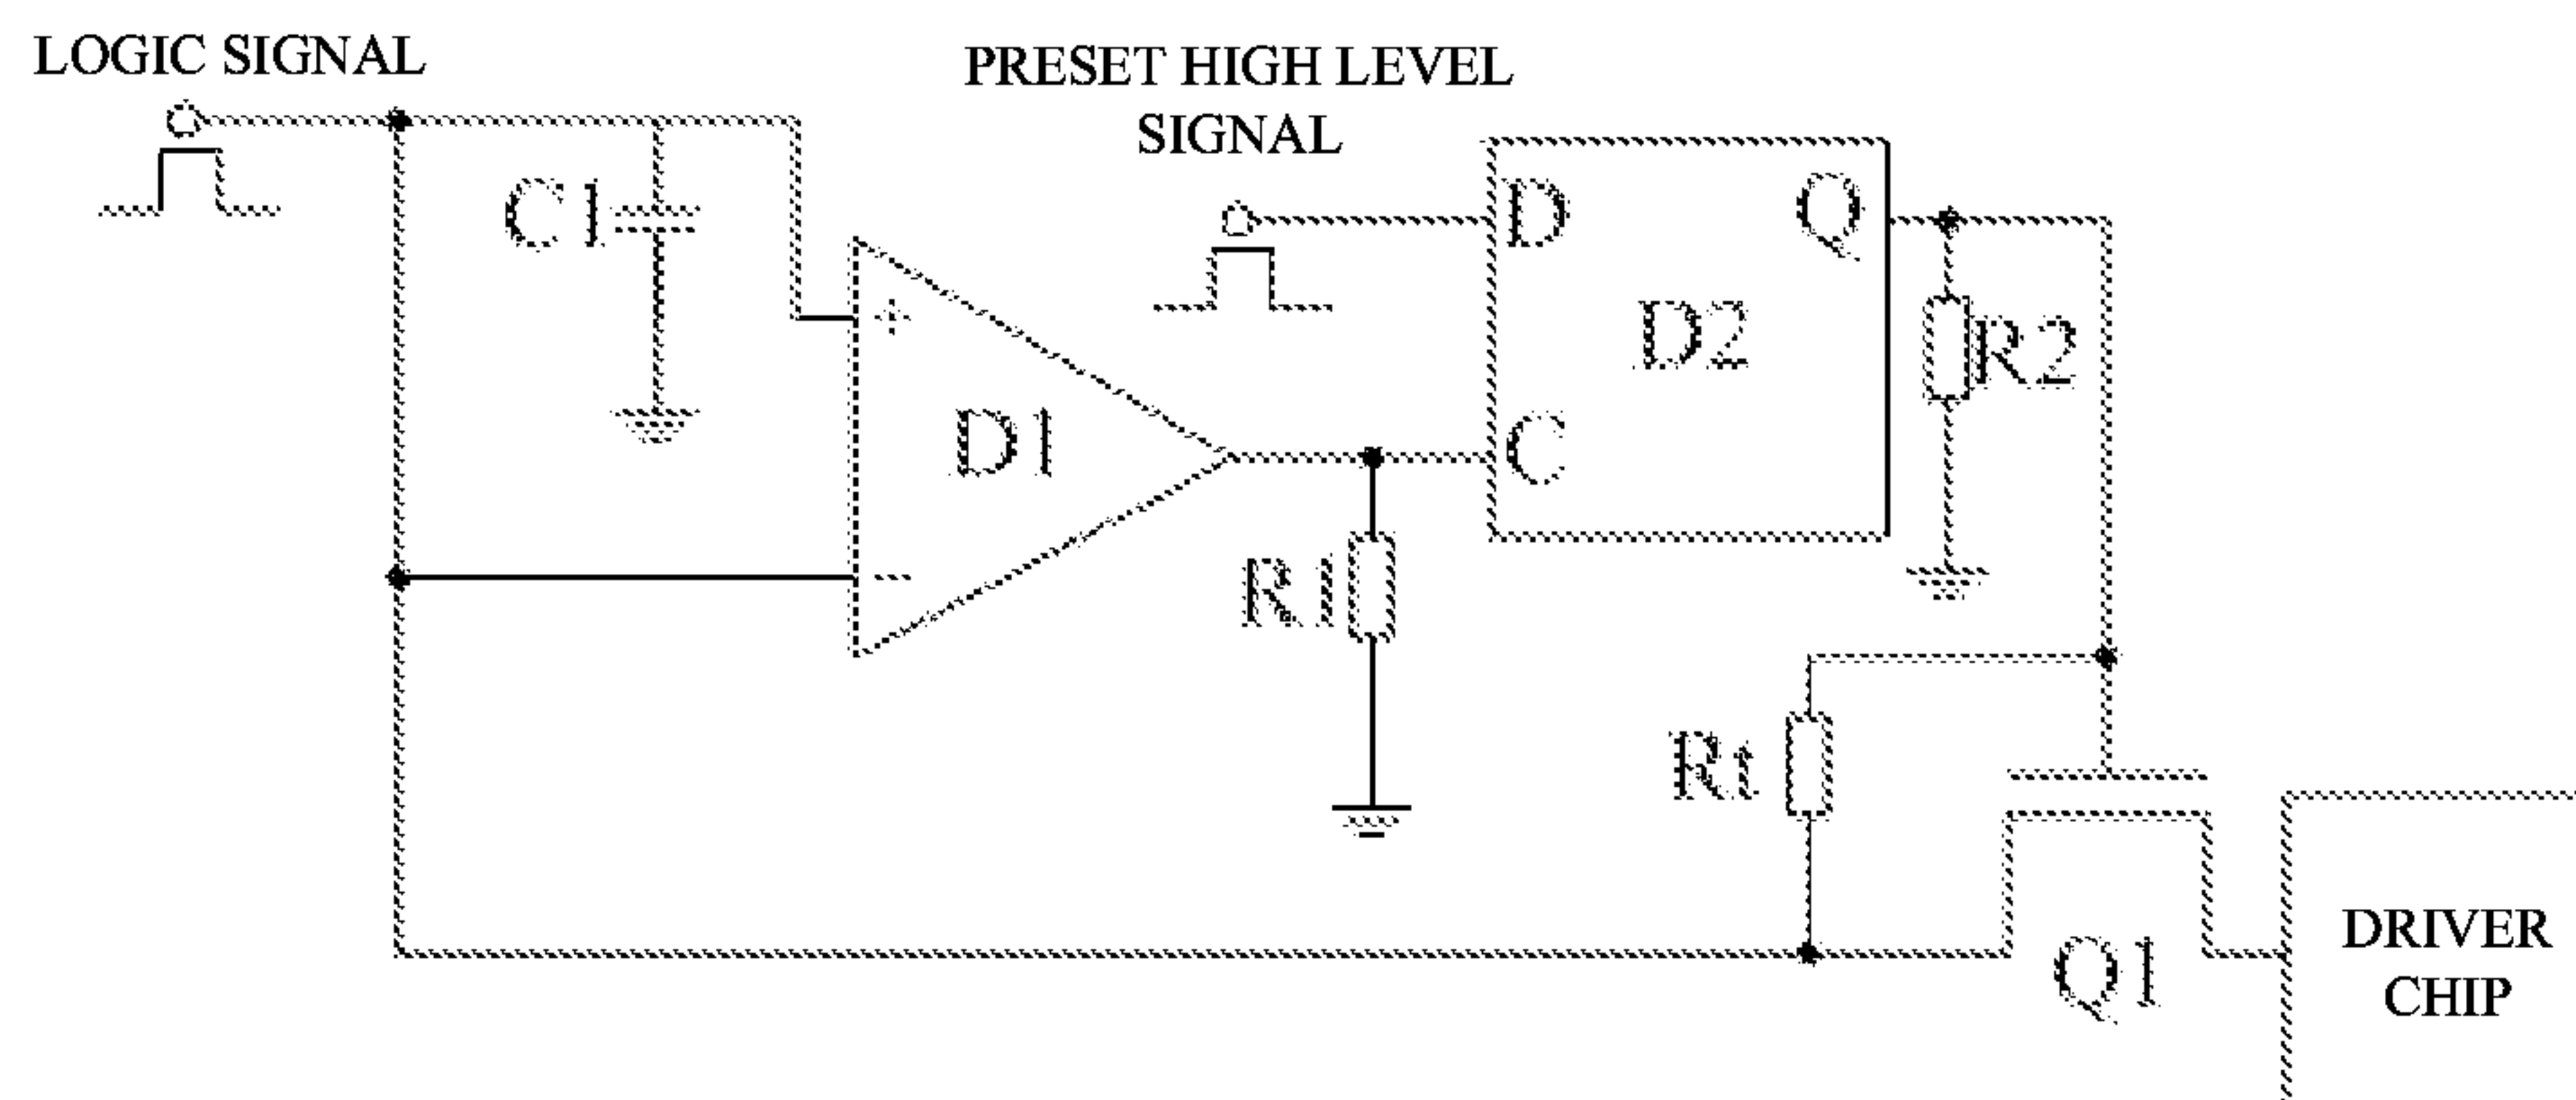 LOGIC SIGNAL
PRESET HIGH LEVEL
SIGNAL
C1
+
D1
-
R1
D
Q
D2
C
R2
Rt
Q1
DRIVER
CHIP